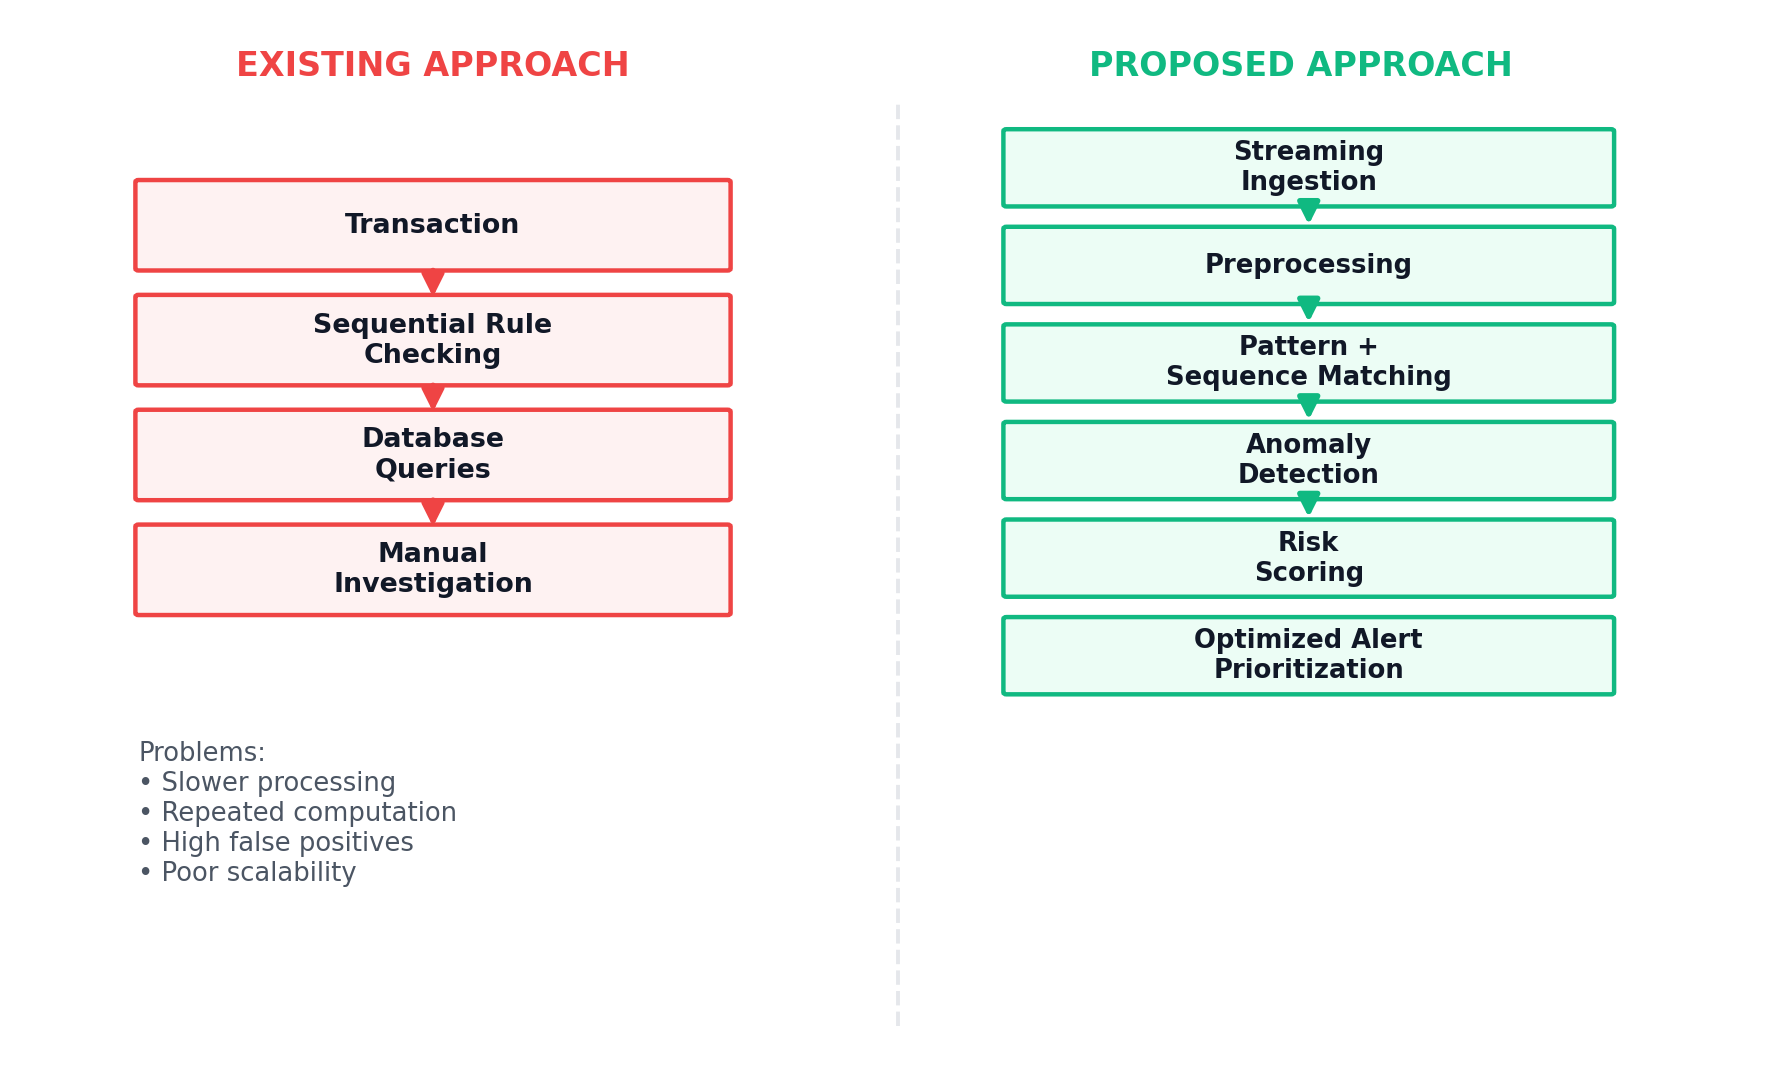 EXISTING APPROACH
Transaction
Sequential Rule
Checking
Database
Queries
Manual
Investigation
Problems:
• Slower processing
• Repeated computation
• High false positives
• Poor scalability
PROPOSED APPROACH
Streaming
Ingestion
Preprocessing
Pattern +
Sequence Matching
Anomaly
Detection
Risk
Scoring
Optimized Alert
Prioritization